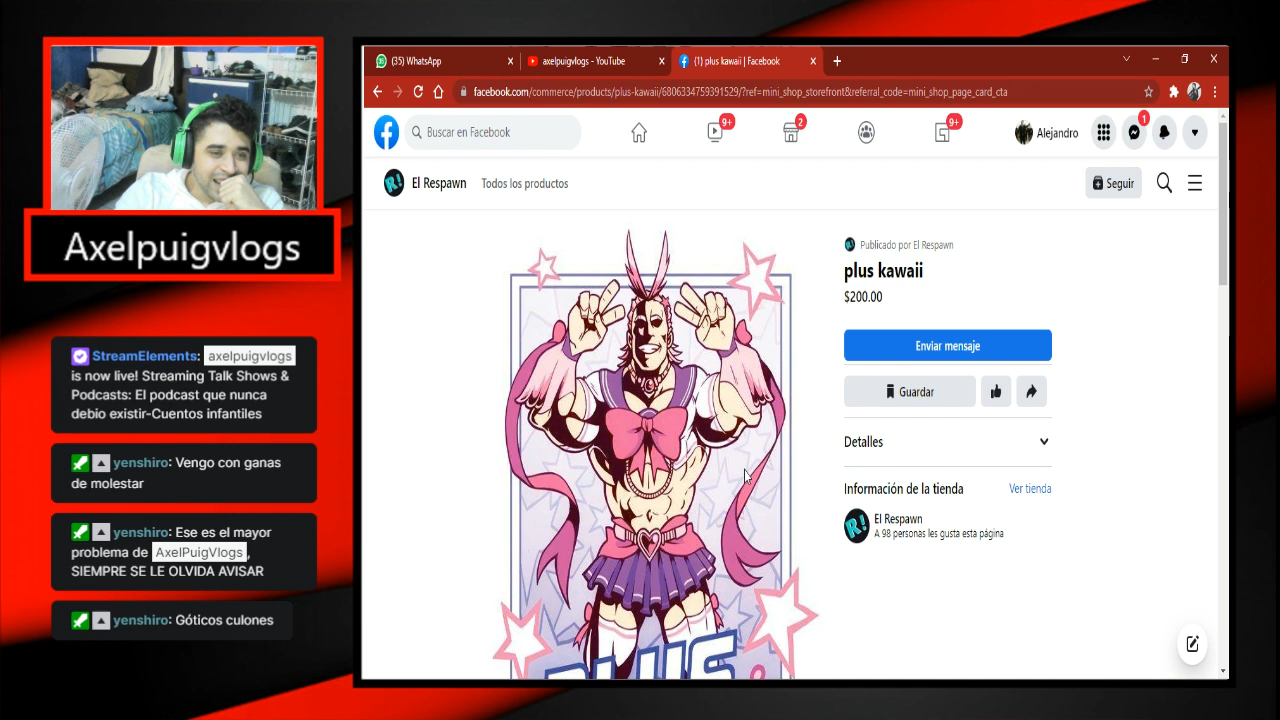 Axelpuigvlogs
StreamElements: axelpuigvlogs
is now live! Streaming Talk Shows &
Podcasts: El podcast que nunca
debio existir-Cuentos infantiles
yenshiro: Vengo con ganas
de molestar
yenshiro: Ese es el mayor
problema de AxelPuigVlogs,
SIEMPRE SE LE OLVIDA AVISAR
yenshiro: Góticos culones
(35) WhatsApp
axelpuigvlogs - YouTube
(1) plus kawaii | Facebook
facebook.com/commerce/products/plus-kawaii/6806334759391529/?ref=mini_shop_storefront&referral_code=mini_shop_page_card_cta
Buscar en Facebook
9+
2
9+
Alejandro
1
R! El Respawn
Todos los productos
Seguir
Publicado por El Respawn
plus kawaii
$200.00
Enviar mensaje
Guardar
Detalles
Información de la tienda
Ver tienda
R!
El Respawn
A 98 personas les gusta esta página
PLUS